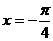 x = -π/4